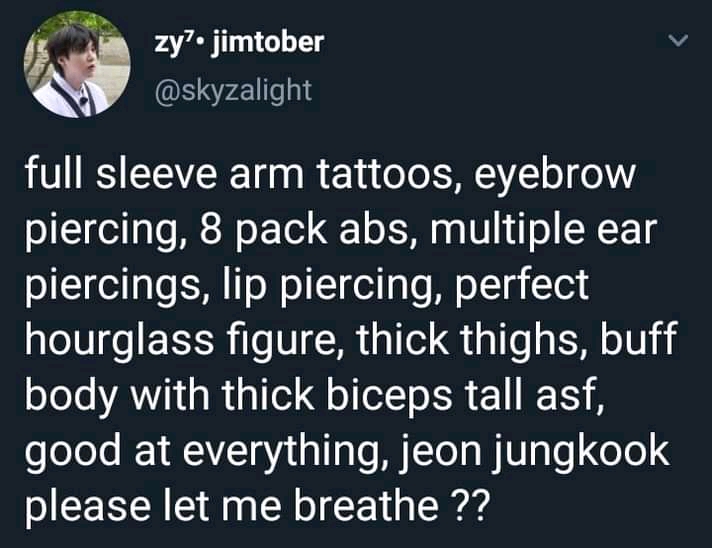 zy⁷• jimtober
@skyzalight
full sleeve arm tattoos, eyebrow
piercing, 8 pack abs, multiple ear
piercings, lip piercing, perfect
hourglass figure, thick thighs, buff
body with thick biceps tall asf,
good at everything, jeon jungkook
please let me breathe ??